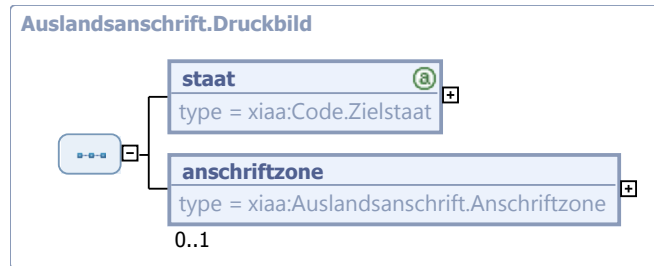 Auslandsanschrift.Druckbild
staat
a
type = xiaa:Code.Zielstaat
anschriftzone
type = xiaa:Auslandsanschrift.Anschriftzone
0..1